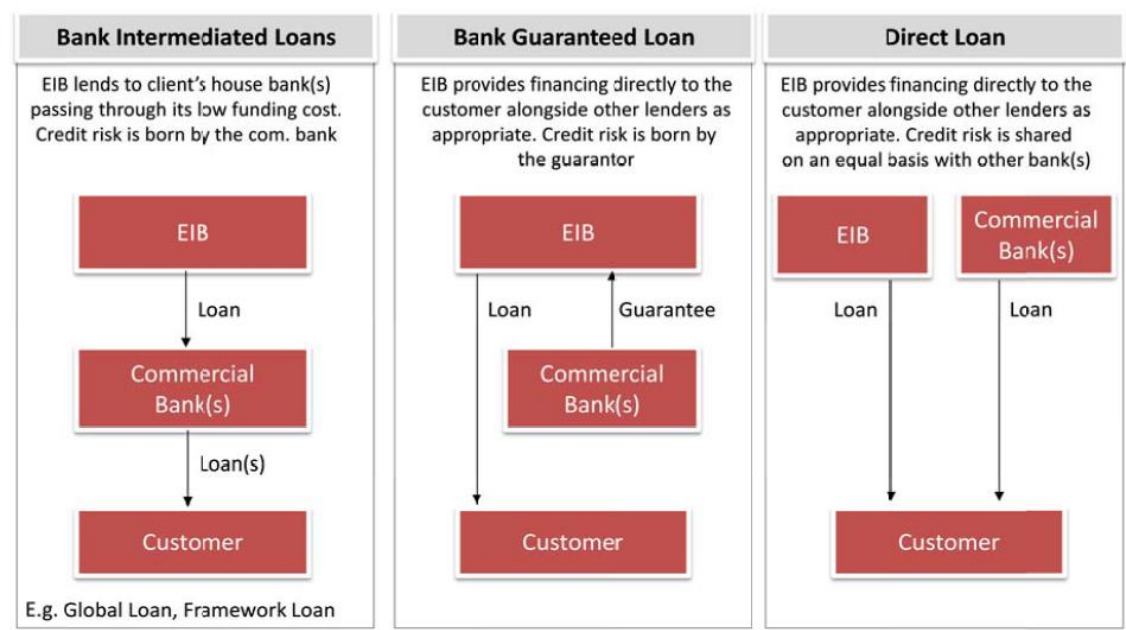 Bank Intermediated Loans
EIB lends to client's house bank(s)
passing through its low funding cost.
Credit risk is born by the com. bank
EIB
Loan
Commercial
Bank(s)
Loan(s)
Customer
E.g. Global Loan, Framework Loan
Bank Guaranteed Loan
EIB provides financing directly to the
customer alongside other lenders as
appropriate. Credit risk is born by
the guarantor
EIB
Loan
Guarantee
Commercial
Bank(s)
Customer
Direct Loan
EIB provides financing directly to the
customer alongside other lenders as
appropriate. Credit risk is shared
on an equal basis with other bank(s)
EIB
Commercial
Bank(s)
Loan
Loan
Customer